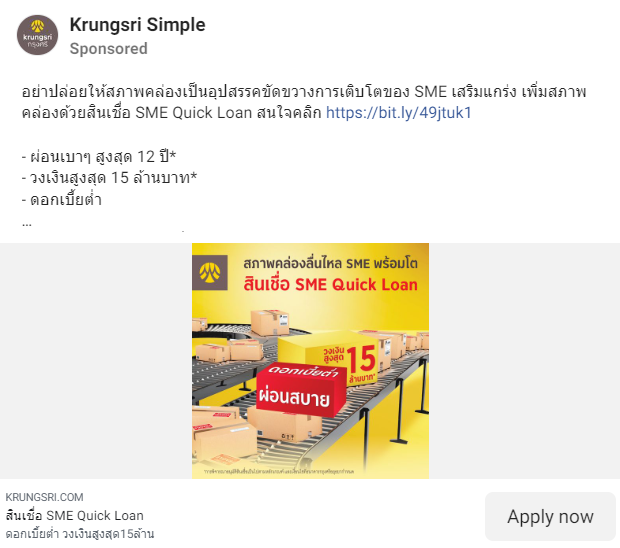 krungsri
กรุงศรี
Krungsri Simple
Sponsored
อย่าปล่อยให้สภาพคล่องเป็นอุปสรรคขัดขวางการเติบโตของ SME เสริมแกร่ง เพิ่มสภาพ
คล่องด้วยสินเชื่อ SME Quick Loan สนใจคลิก https://bit.ly/49jtuk1
- ผ่อนเบาๆ สูงสุด 12 ปี*
- วงเงินสูงสุด 15 ล้านบาท*
- ดอกเบี้ยต่ำ
...
สภาพคล่องลื่นไหล SME พร้อมโต
สินเชื่อ SME Quick Loan
วงเงิน
สูงสุด 15
ล้านบาท*
ดอกเบี้ยต่ำ
ผ่อนสบาย
KRUNGSRI.COM
สินเชื่อ SME Quick Loan
ดอกเบี้ยต่ำ วงเงินสูงสุด15ล้าน
Apply now